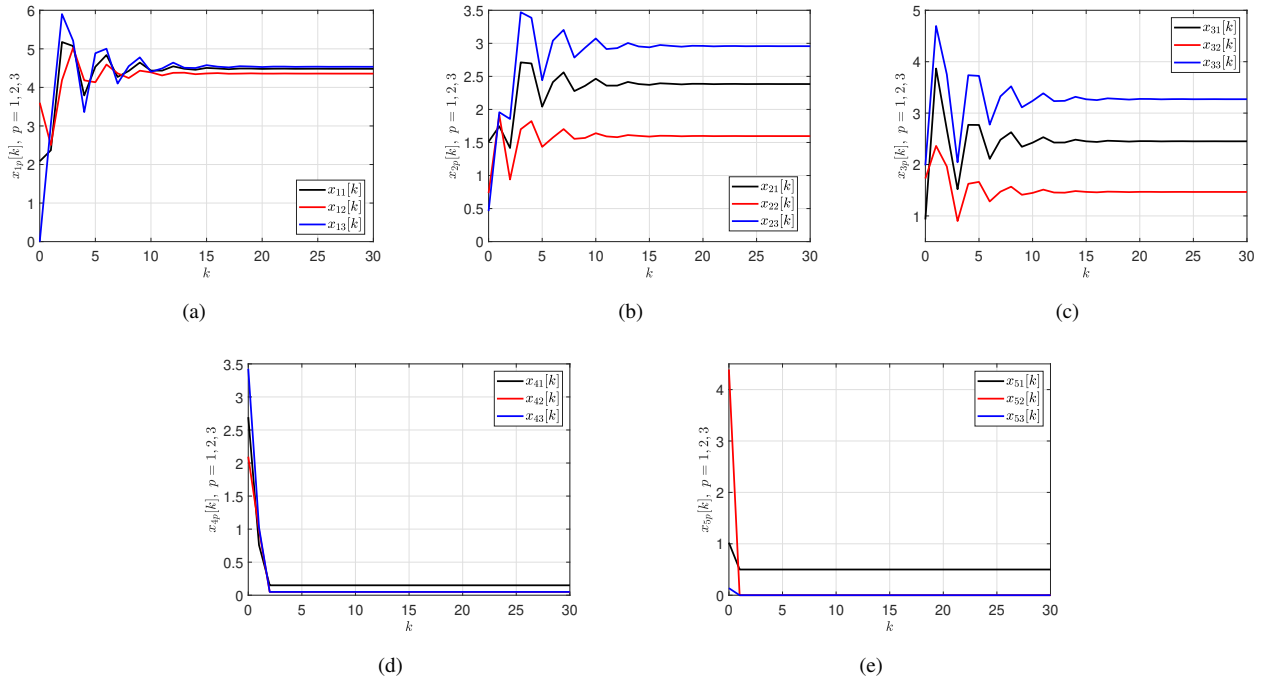 6
5
4
3
2
1
0
x_{1p}[k], p = 1, 2, 3
x_{11}[k]
x_{12}[k]
x_{13}[k]
0 5 10 15 20 25 30
k
(a)
3.5
3
2.5
2
1.5
1
0.5
0
x_{2p}[k], p = 1, 2, 3
x_{21}[k]
x_{22}[k]
x_{23}[k]
0 5 10 15 20 25 30
k
(b)
5
4
3
2
1
x_{3p}[k], p = 1, 2, 3
x_{31}[k]
x_{32}[k]
x_{33}[k]
0 5 10 15 20 25 30
k
(c)
3.5
3
2.5
2
1.5
1
0.5
0
x_{4p}[k], p = 1, 2, 3
x_{41}[k]
x_{42}[k]
x_{43}[k]
0 5 10 15 20 25 30
k
(d)
4
3
2
1
0
x_{5p}[k], p = 1, 2, 3
x_{51}[k]
x_{52}[k]
x_{53}[k]
0 5 10 15 20 25 30
k
(e)